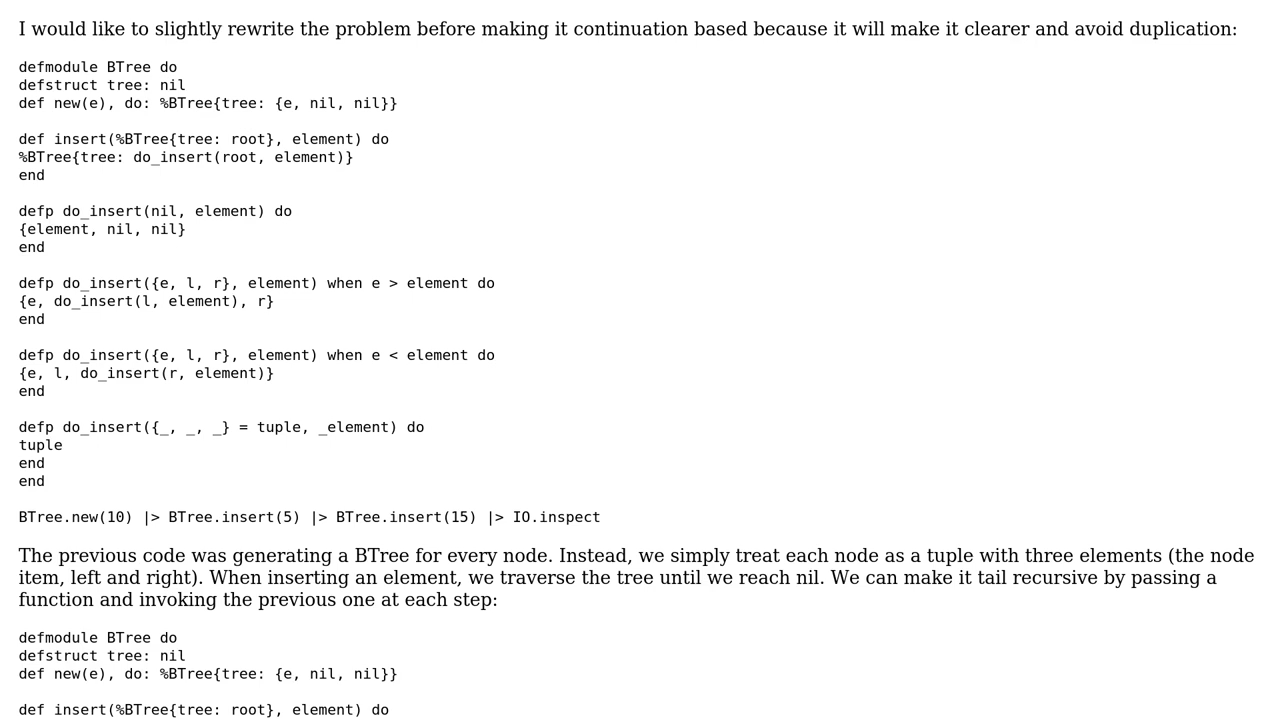 I would like to slightly rewrite the problem before making it continuation based because it will make it clearer and avoid duplication:
defmodule BTree do
defstruct tree: nil
def new(e), do: %BTree{tree: {e, nil, nil}}
def insert(%BTree{tree: root}, element) do
%BTree{tree: do_insert(root, element)}
end
defp do_insert(nil, element) do
{element, nil, nil}
end
defp do_insert({e, l, r}, element) when e > element do
{e, do_insert(l, element), r}
end
defp do_insert({e, l, r}, element) when e < element do
{e, l, do_insert(r, element)}
end
defp do_insert({_, _, _} = tuple, _element) do
tuple
end
end
BTree.new(10) |> BTree.insert(5) |> BTree.insert(15) |> IO.inspect
The previous code was generating a BTree for every node. Instead, we simply treat each node as a tuple with three elements (the node
item, left and right). When inserting an element, we traverse the tree until we reach nil. We can make it tail recursive by passing a
function and invoking the previous one at each step:
defmodule BTree do
defstruct tree: nil
def new(e), do: %BTree{tree: {e, nil, nil}}
def insert(%BTree{tree: root}, element) do